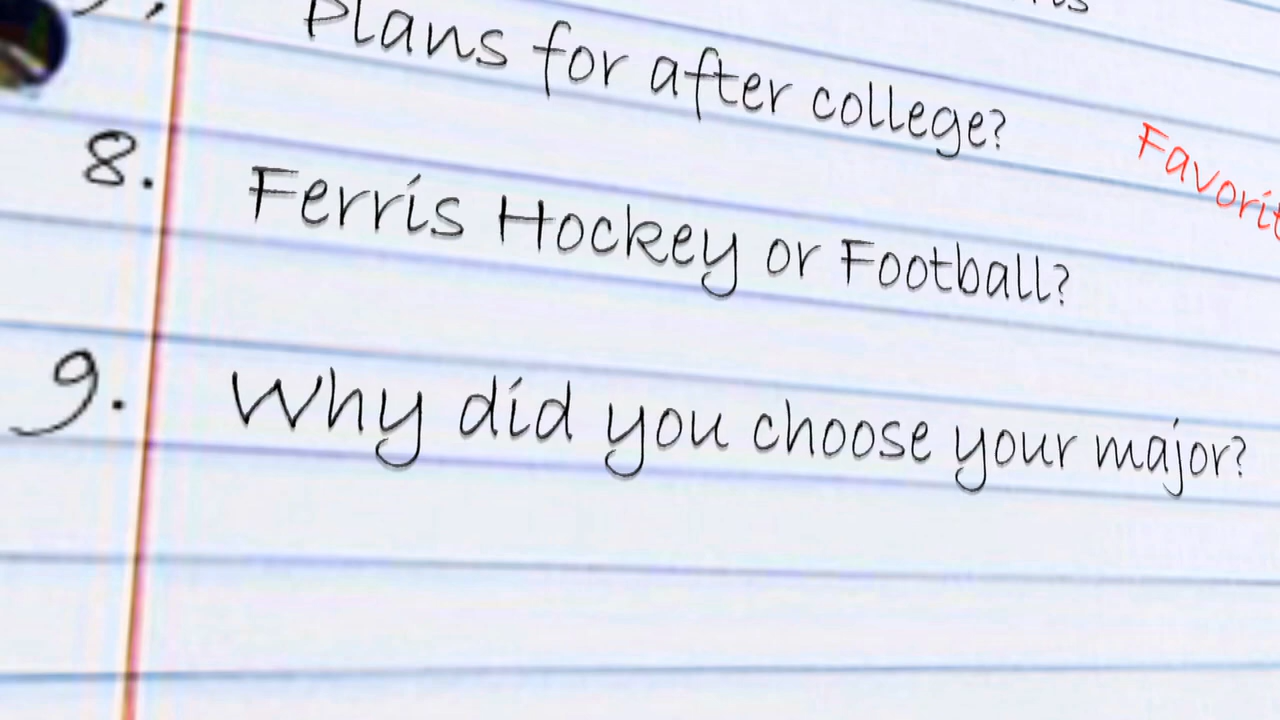 Plans for after college?
8. Ferris Hockey or Football?
9. Why did you choose your major?